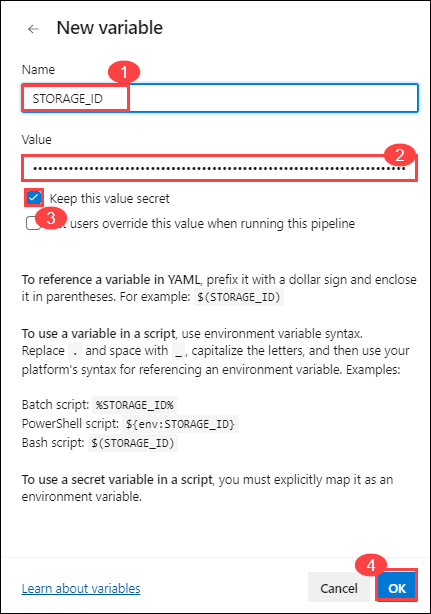 New variable
Name
1
STORAGE_ID
Value
2
••••••••••••••••••••••••••••••••••••••••••••••••••••••••••••••••••••••••••
Keep this value secret
3
users override this value when running this pipeline
To reference a variable in YAML, prefix it with a dollar sign and enclose
it in parentheses. For example: $(STORAGE_ID)
To use a variable in a script, use environment variable syntax.
Replace . and space with _, capitalize the letters, and then use your
platform's syntax for referencing an environment variable. Examples:
Batch script: %STORAGE_ID%
PowerShell script: ${env:STORAGE_ID}
Bash script: $(STORAGE_ID)
To use a secret variable in a script, you must explicitly map it as an
environment variable.
4
Learn about variables
Cancel
OK